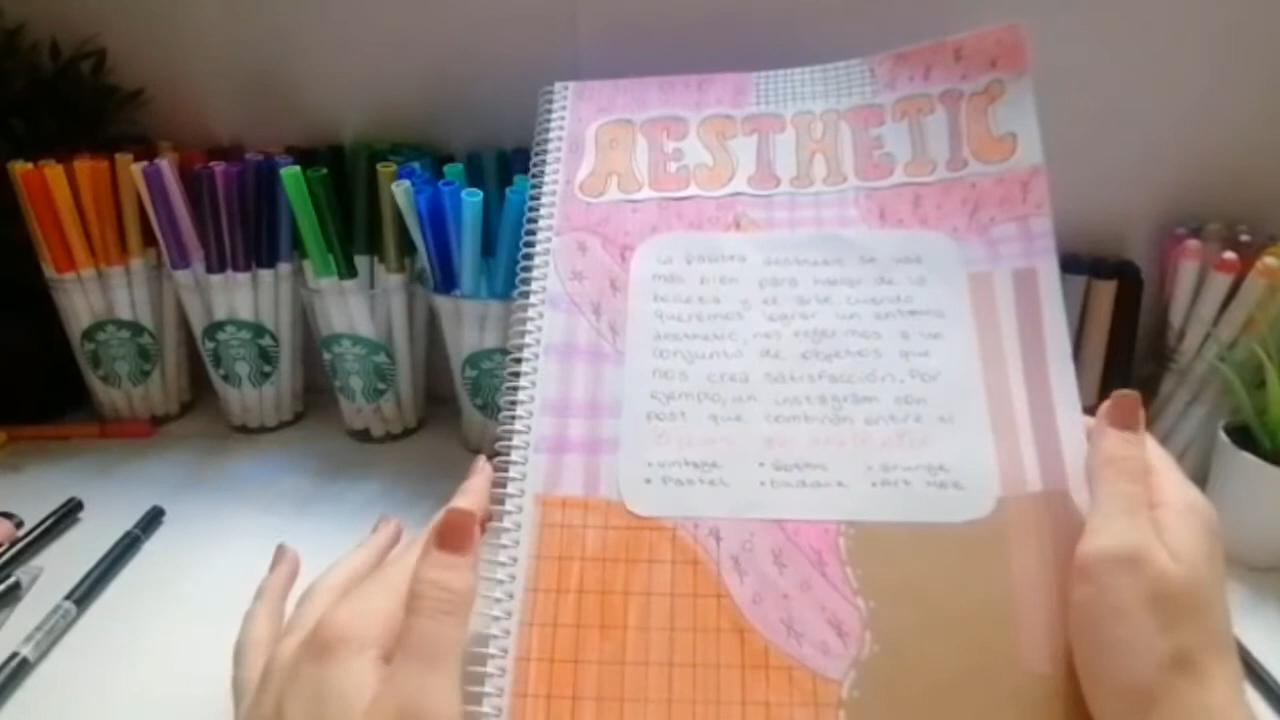 AESTHETIC
La palabra aesthetic se usa
más bien para hablar de la
belleza y el arte. cuando
queremos lograr un entorno
aesthetic, nos referimos a un
conjunto de objetos que
nos crea satisfacción. Por
ejemplo, un instagram con
post que combinan entre si
• vintage • Soft • Grunge
• Pastel • • Art